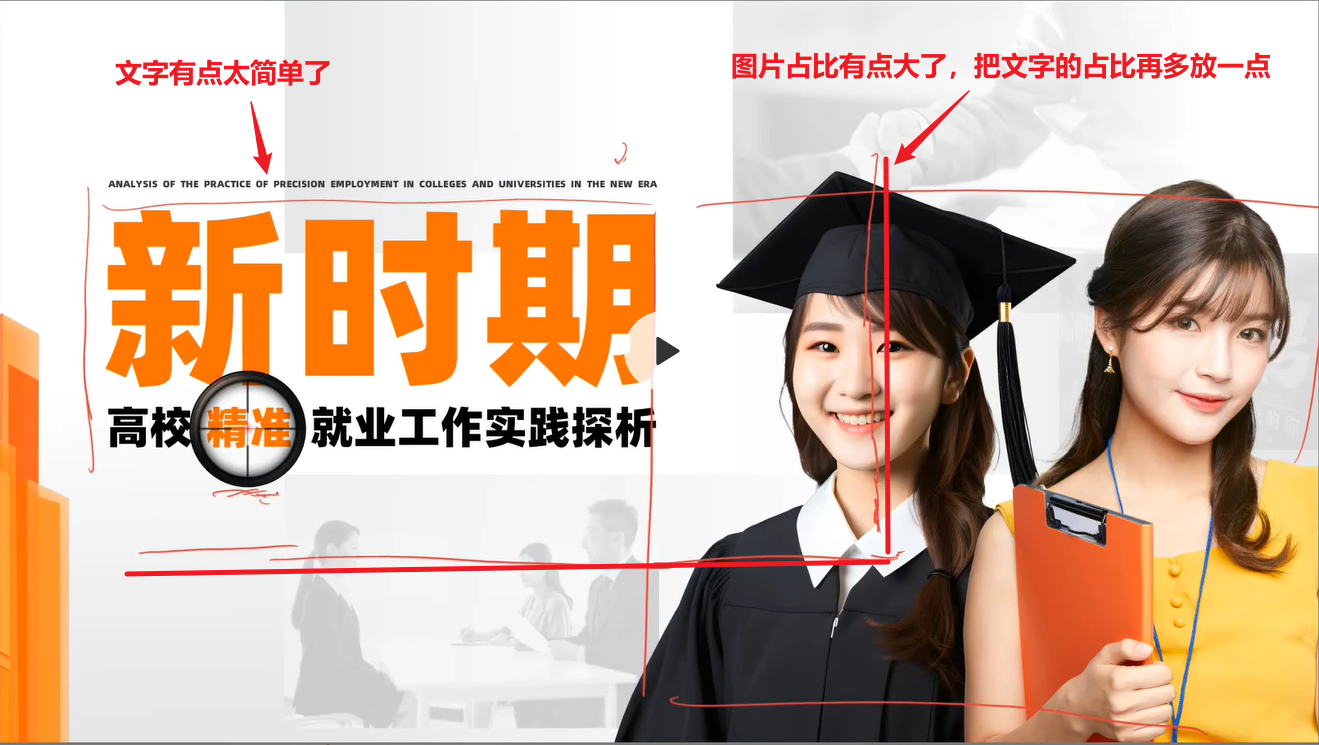 文字有点太简单了
图片占比有点大了，把文字的占比再多放一点
ANALYSIS OF THE PRACTICE OF PRECISION EMPLOYMENT IN COLLEGES AND UNIVERSITIES IN THE NEW ERA
新时期
高校精准就业工作实践探析